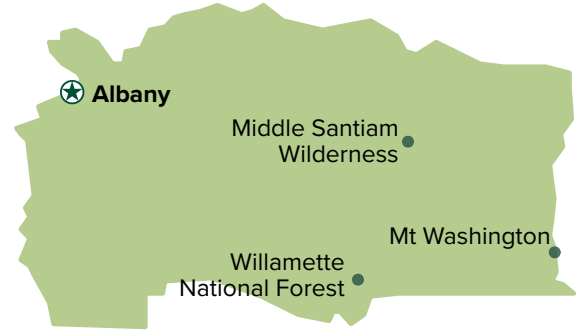 Albany
Middle Santiam
Wilderness
Mt Washington
Willamette
National Forest